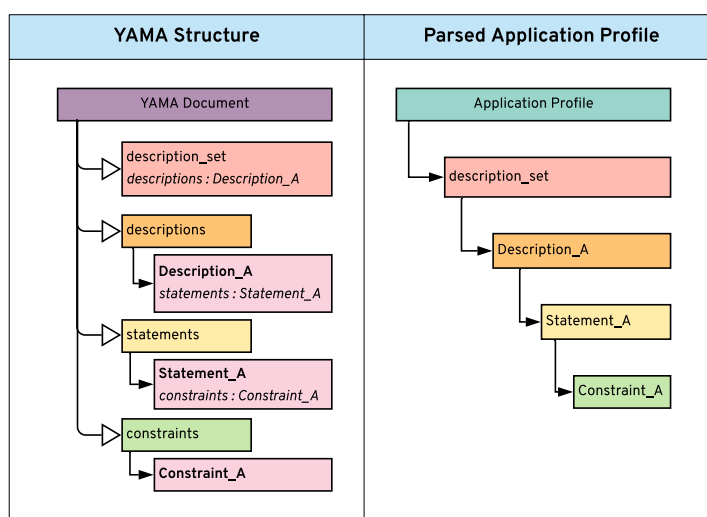 YAMA Structure
YAMA Document
description_set
descriptions : Description_A
descriptions
Description_A
statements : Statement_A
statements
Statement_A
constraints : Constraint_A
constraints
Constraint_A
Parsed Application Profile
Application Profile
description_set
Description_A
Statement_A
Constraint_A